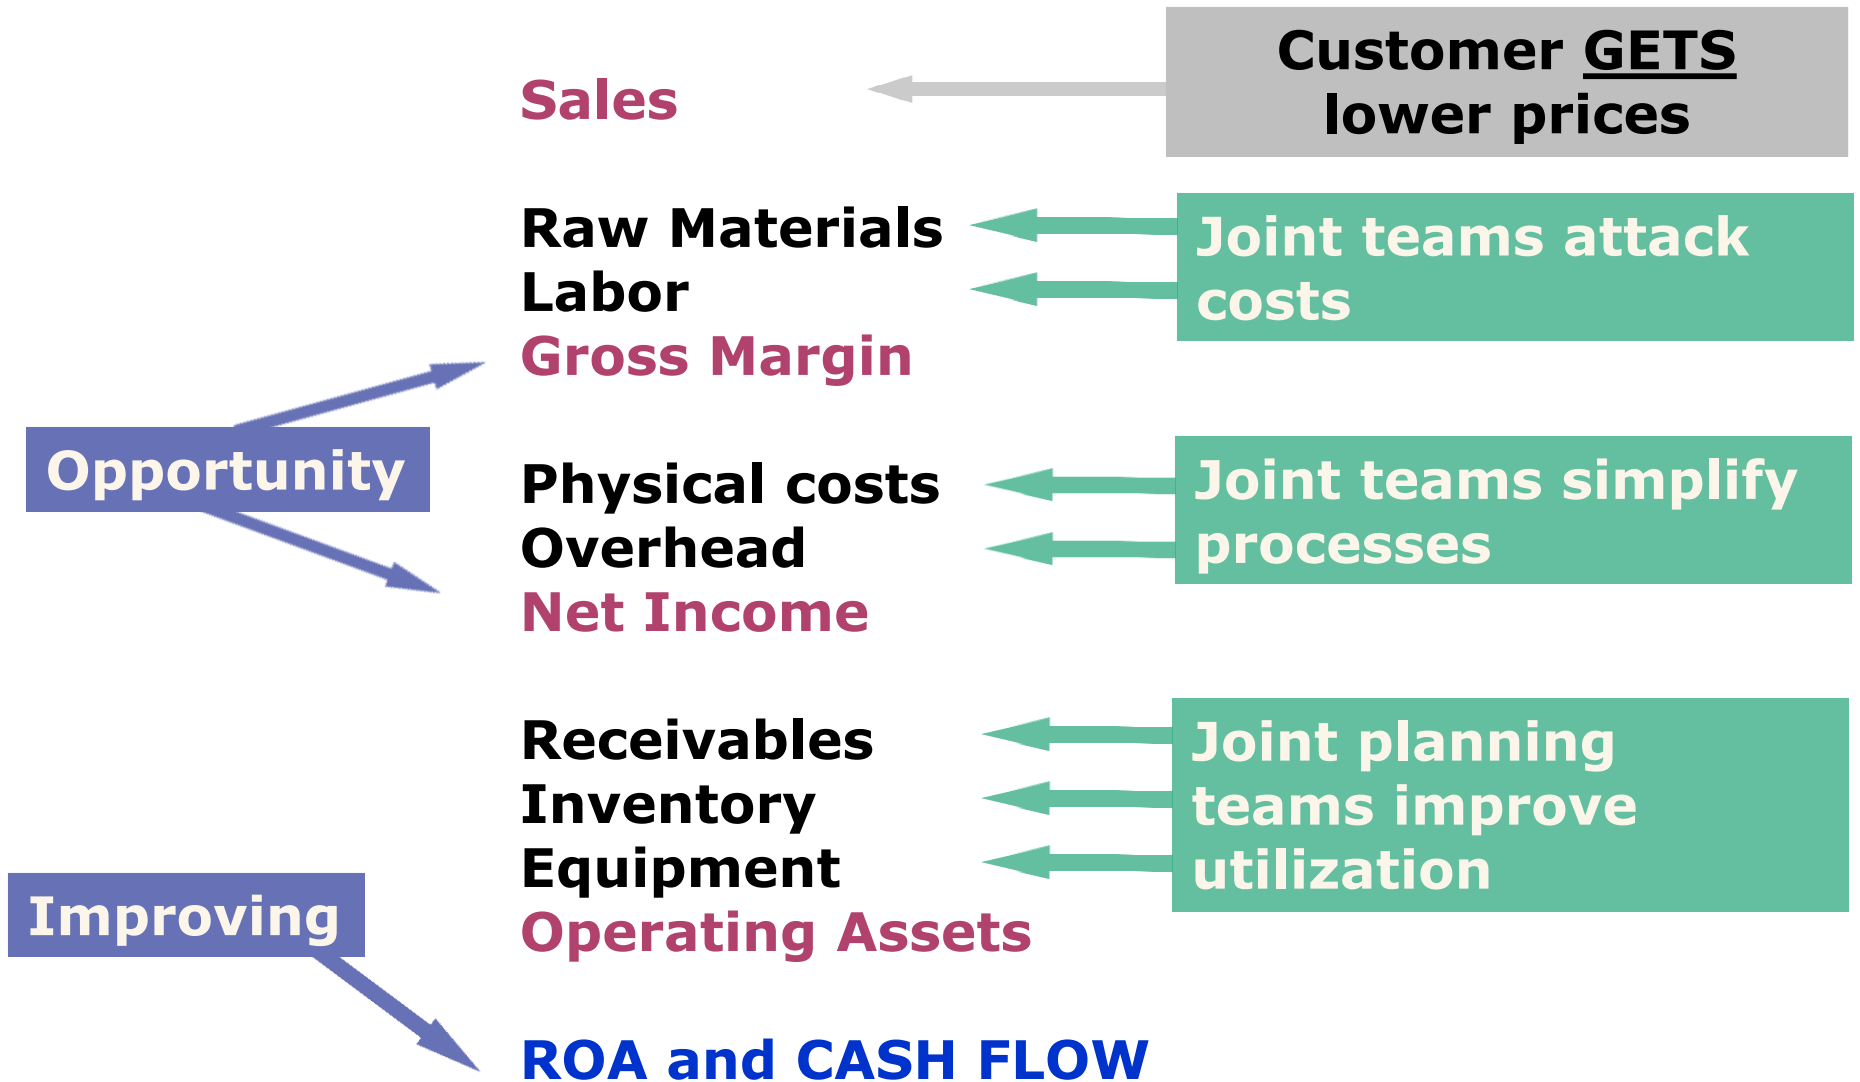 Customer GETS
lower prices
Sales
Raw Materials
Labor
Gross Margin
Joint teams attack
costs
Opportunity
Physical costs
Overhead
Net Income
Joint teams simplify
processes
Receivables
Inventory
Equipment
Operating Assets
Joint planning
teams improve
utilization
Improving
ROA and CASH FLOW